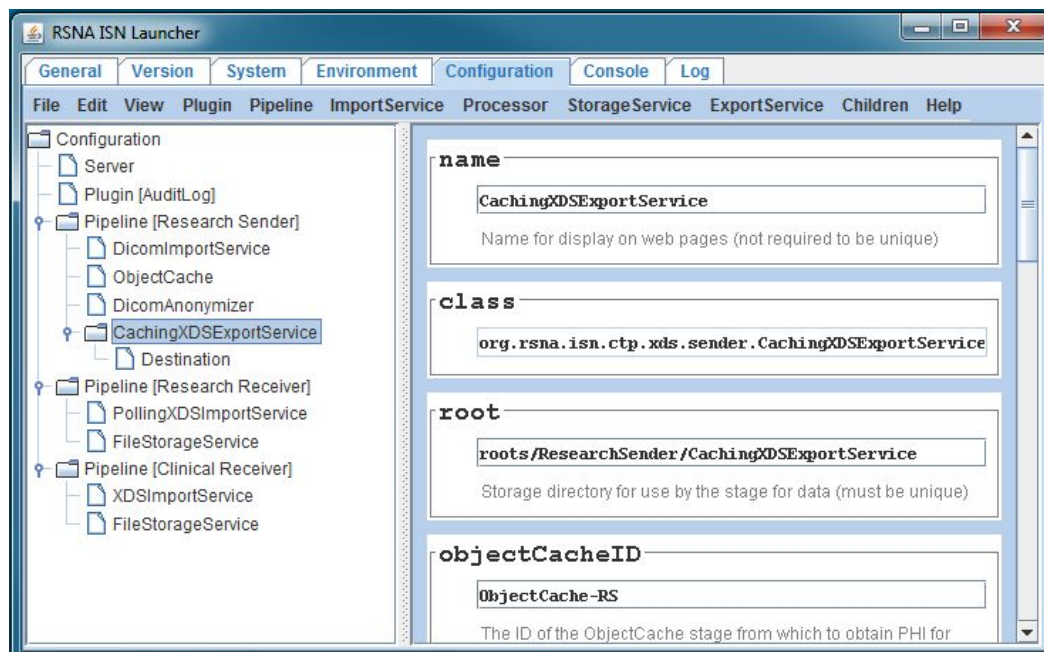 RSNA ISN Launcher
General Version System Environment Configuration Console Log
File Edit View Plugin Pipeline ImportService Processor StorageService ExportService Children Help
Configuration
Server
Plugin [AuditLog]
Pipeline [Research Sender]
DicomImportService
ObjectCache
DicomAnonymizer
CachingXDSExportService
Destination
Pipeline [Research Receiver]
PollingXDSImportService
FileStorageService
Pipeline [Clinical Receiver]
XDSImportService
FileStorageService
name
CachingXDSExportService
Name for display on web pages (not required to be unique)
class
org.rsna.isn.ctp.xds.sender.CachingXDSExportService
root
roots/ResearchSender/CachingXDSExportService
Storage directory for use by the stage for data (must be unique)
objectCacheID
ObjectCache-RS
The ID of the ObjectCache stage from which to obtain PHI for